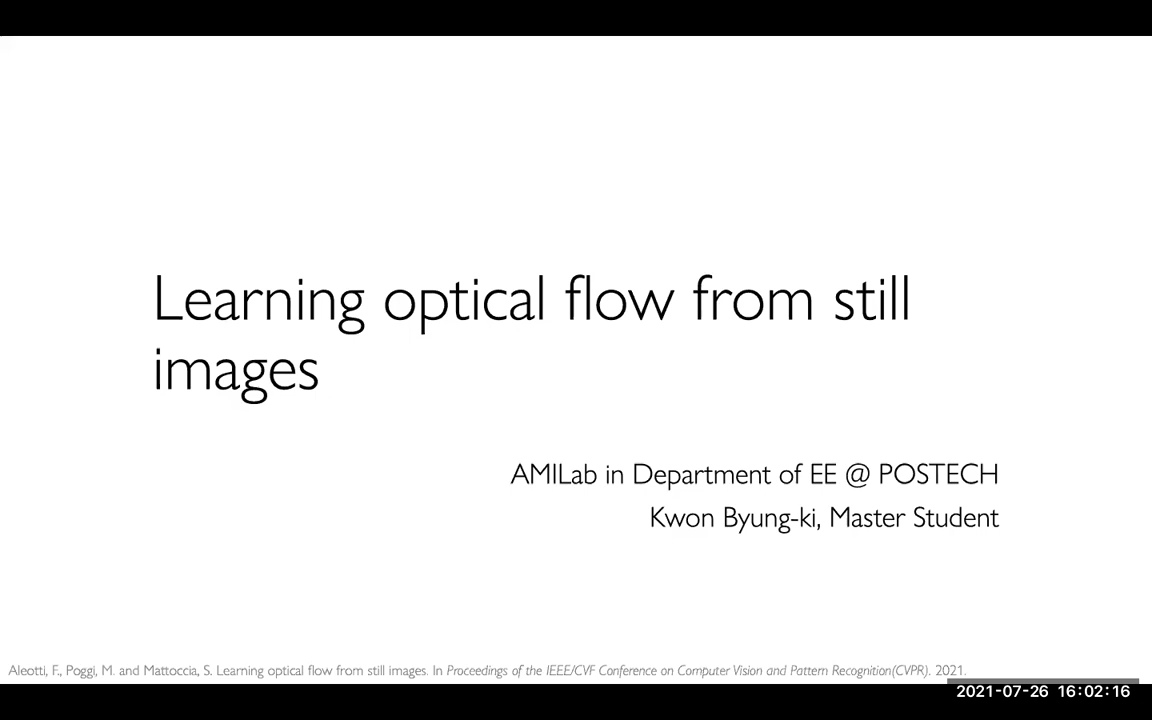 Learning optical flow from still
images
AMILab in Department of EE @ POSTECH
Kwon Byung-ki, Master Student
Aleotti, F., Poggi, M. and Mattoccia, S. Learning optical flow from still images. In Proceedings of the IEEE/CVF Conference on Computer Vision and Pattern Recognition(CVPR). 2021.
2021-07-26 16:02:16